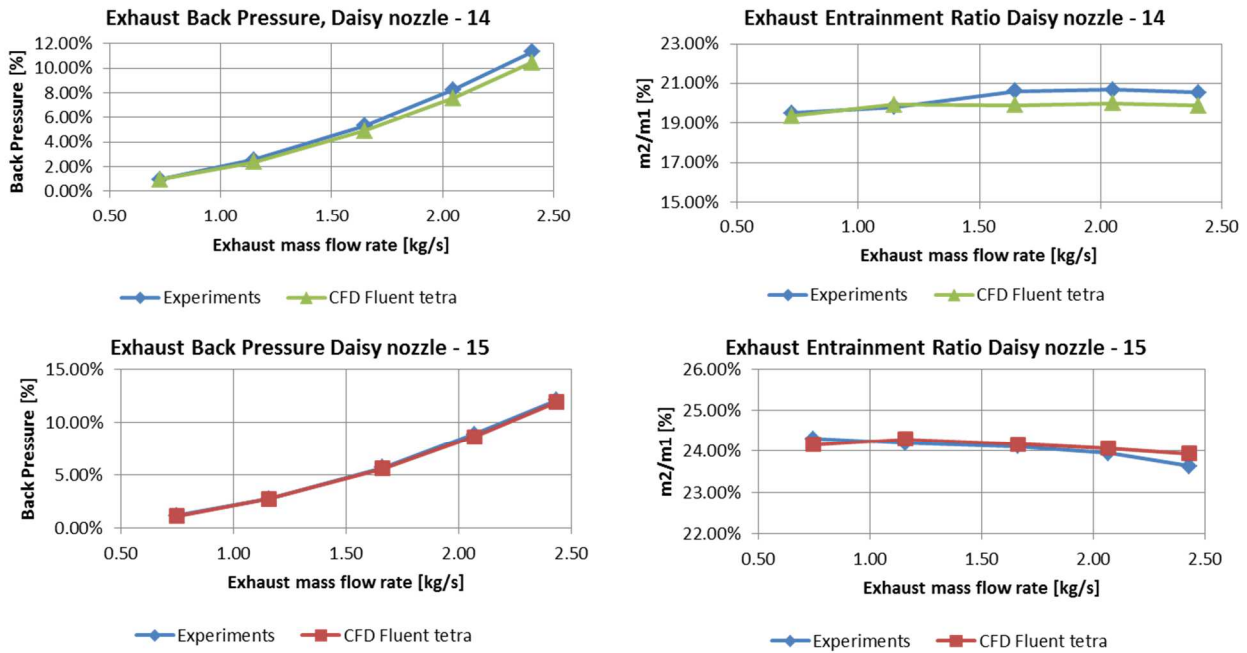 Exhaust Back Pressure, Daisy nozzle - 14
12.00%
10.00%
8.00%
6.00%
4.00%
2.00%
0.00%
Back Pressure [%]
0.50 1.00 1.50 2.00 2.50
Exhaust mass flow rate [kg/s]
Experiments CFD Fluent tetra
Exhaust Entrainment Ratio Daisy nozzle - 14
23.00%
21.00%
19.00%
17.00%
15.00%
m2/m1 [%]
0.50 1.00 1.50 2.00 2.50
Exhaust mass flow rate [kg/s]
Experiments CFD Fluent tetra
Exhaust Back Pressure Daisy nozzle - 15
15.00%
10.00%
5.00%
0.00%
Back Pressure [%]
0.50 1.00 1.50 2.00 2.50
Exhaust mass flow rate [kg/s]
Experiments CFD Fluent tetra
Exhaust Entrainment Ratio Daisy nozzle - 15
26.00%
25.00%
24.00%
23.00%
22.00%
m2/m1 [%]
0.50 1.00 1.50 2.00 2.50
Exhaust mass flow rate [kg/s]
Experiments CFD Fluent tetra